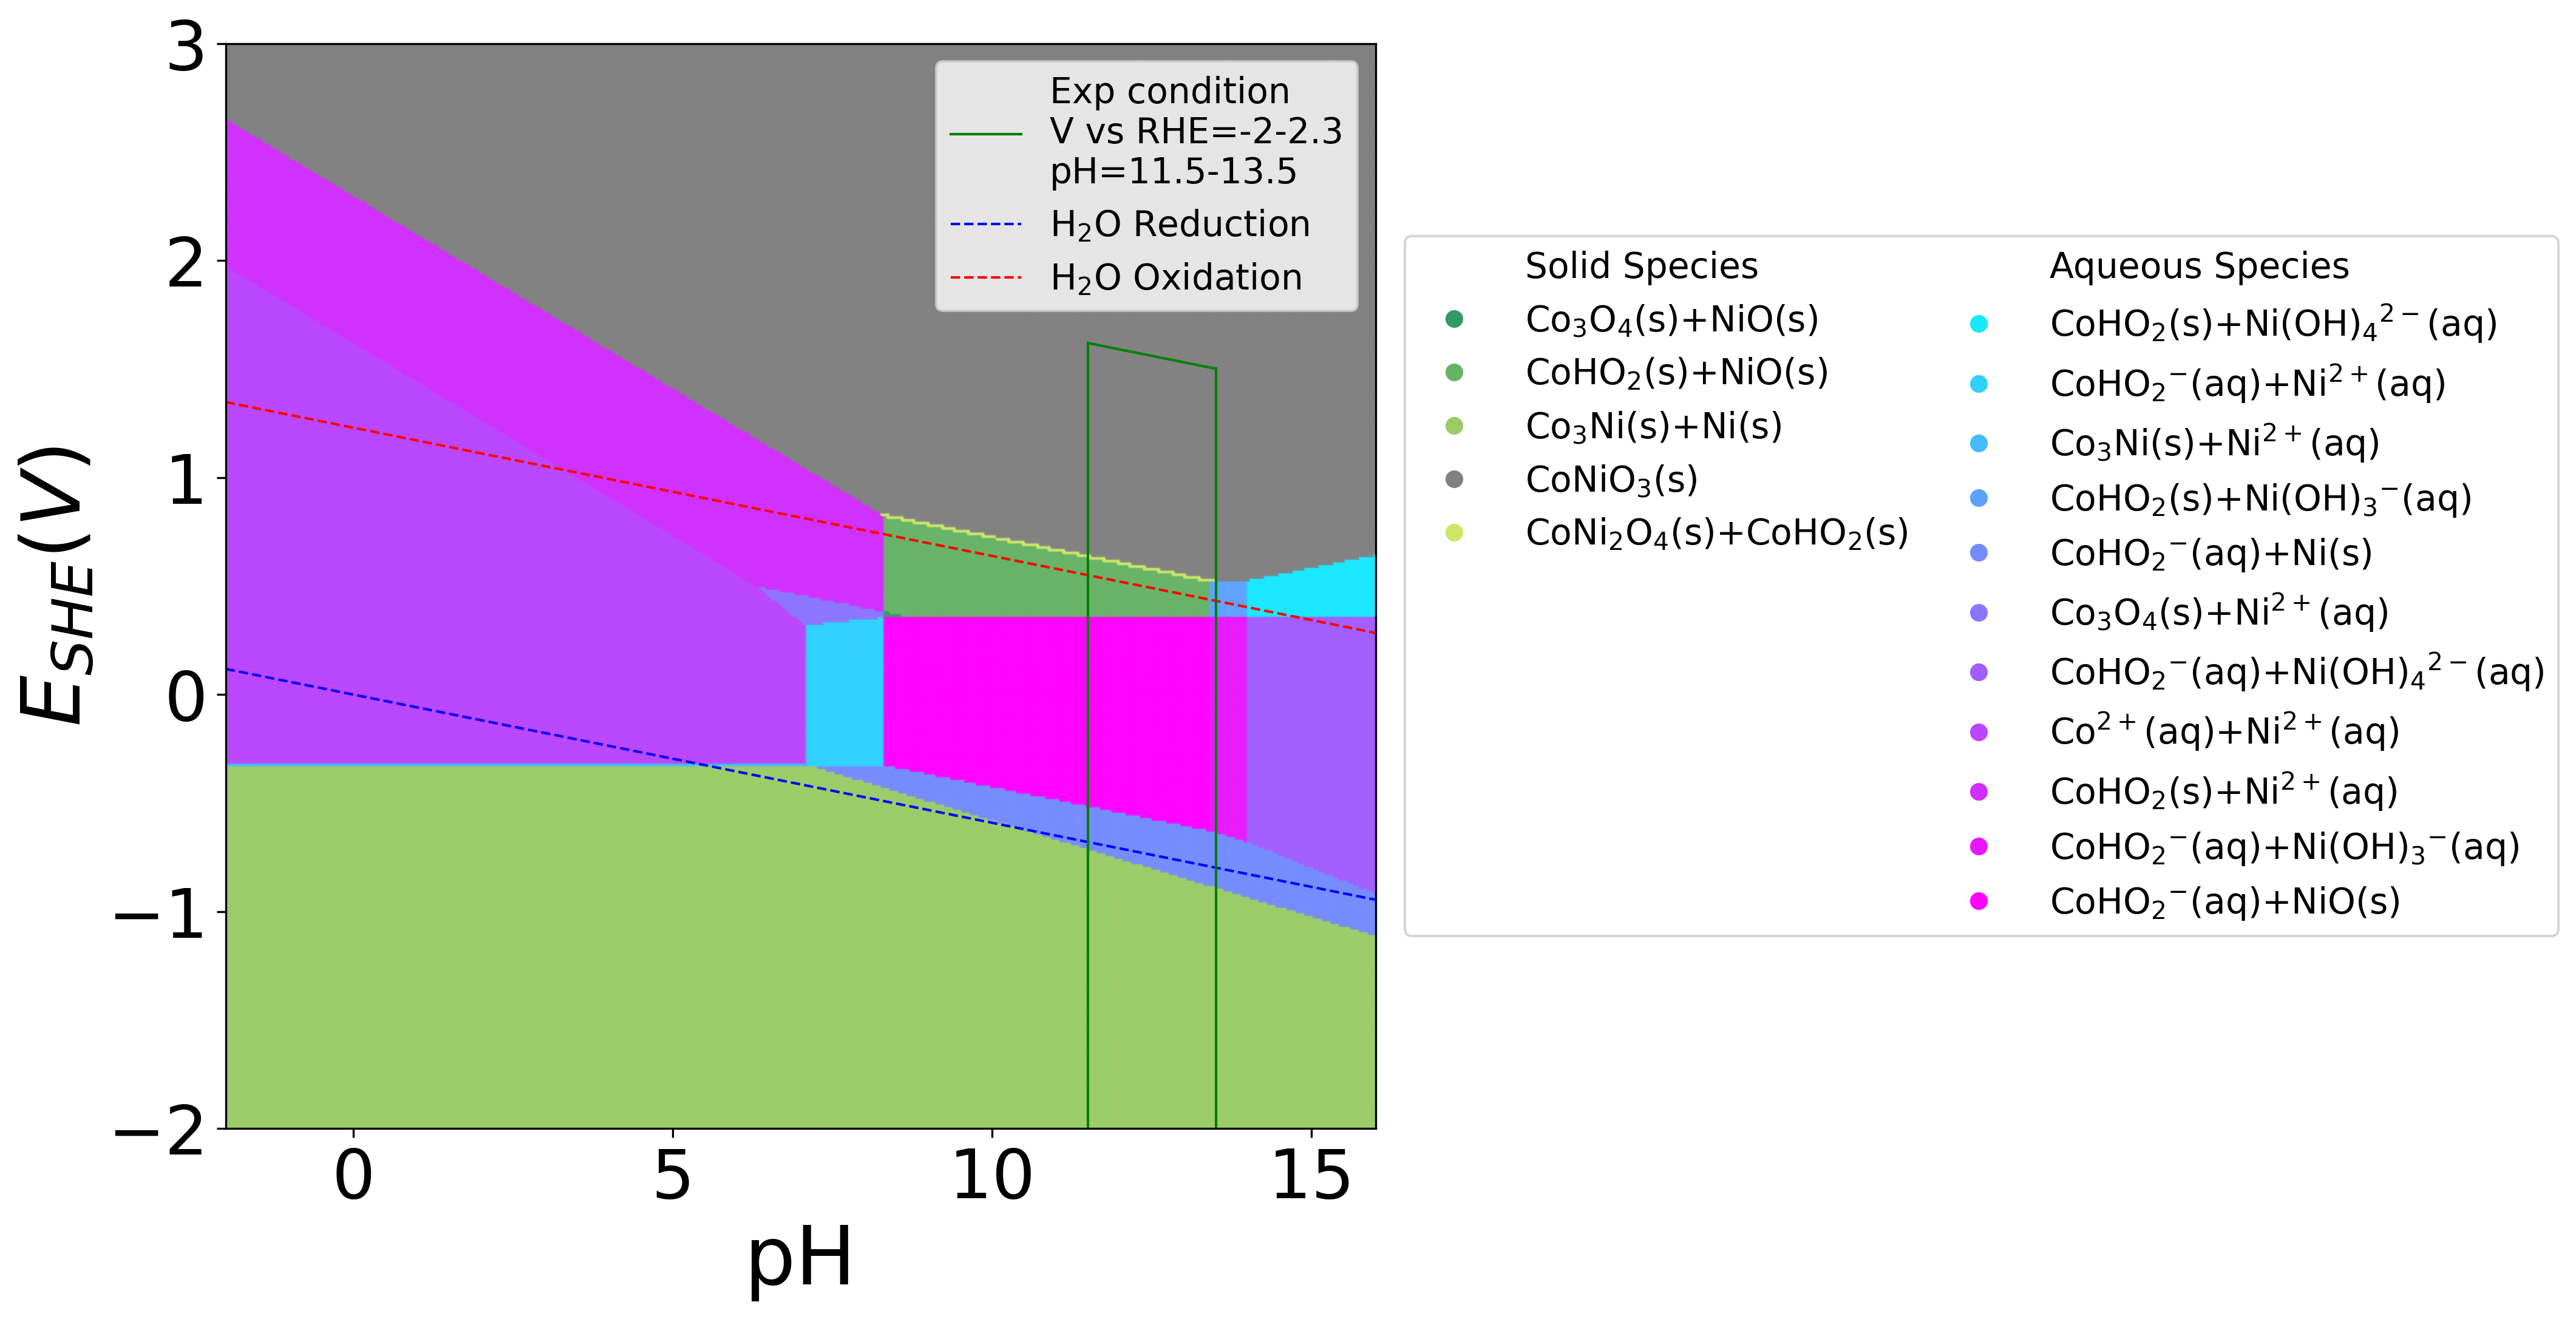 3
2
1
0
−1
−2
E_SHE(V)
0 5 10 15
pH
Exp condition
V vs RHE=-2-2.3
pH=11.5-13.5
H₂O Reduction
H₂O Oxidation
Solid Species
Co₃O₄(s)+NiO(s)
CoHO₂(s)+NiO(s)
Co₃Ni(s)+Ni(s)
CoNiO₃(s)
CoNi₂O₄(s)+CoHO₂(s)
Aqueous Species
CoHO₂(s)+Ni(OH)₄²⁻(aq)
CoHO₂⁻(aq)+Ni²⁺(aq)
Co₃Ni(s)+Ni²⁺(aq)
CoHO₂(s)+Ni(OH)₃⁻(aq)
CoHO₂⁻(aq)+Ni(s)
Co₃O₄(s)+Ni²⁺(aq)
CoHO₂⁻(aq)+Ni(OH)₄²⁻(aq)
Co²⁺(aq)+Ni²⁺(aq)
CoHO₂(s)+Ni²⁺(aq)
CoHO₂⁻(aq)+Ni(OH)₃⁻(aq)
CoHO₂⁻(aq)+NiO(s)